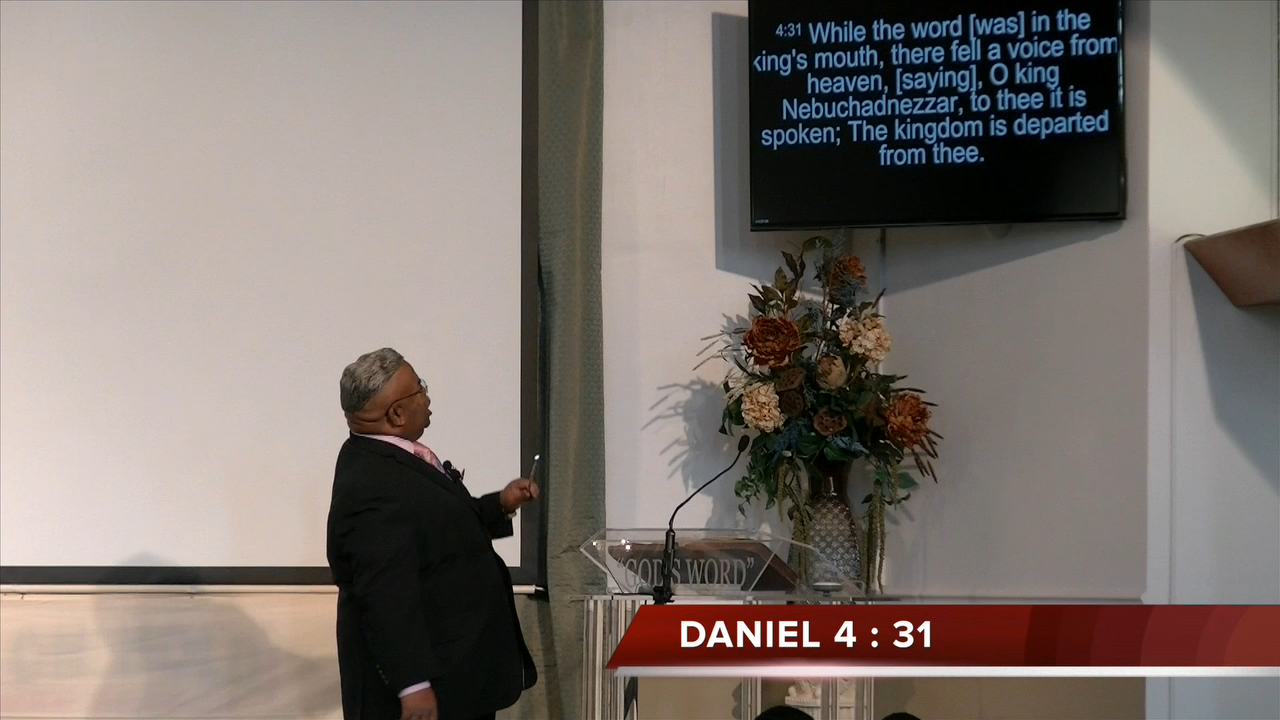 4:31 While the word [was] in the
king's mouth, there fell a voice from
heaven, [saying], O king
Nebuchadnezzar, to thee it is
spoken; The kingdom is departed
from thee.
"GOD'S WORD"
DANIEL 4 : 31